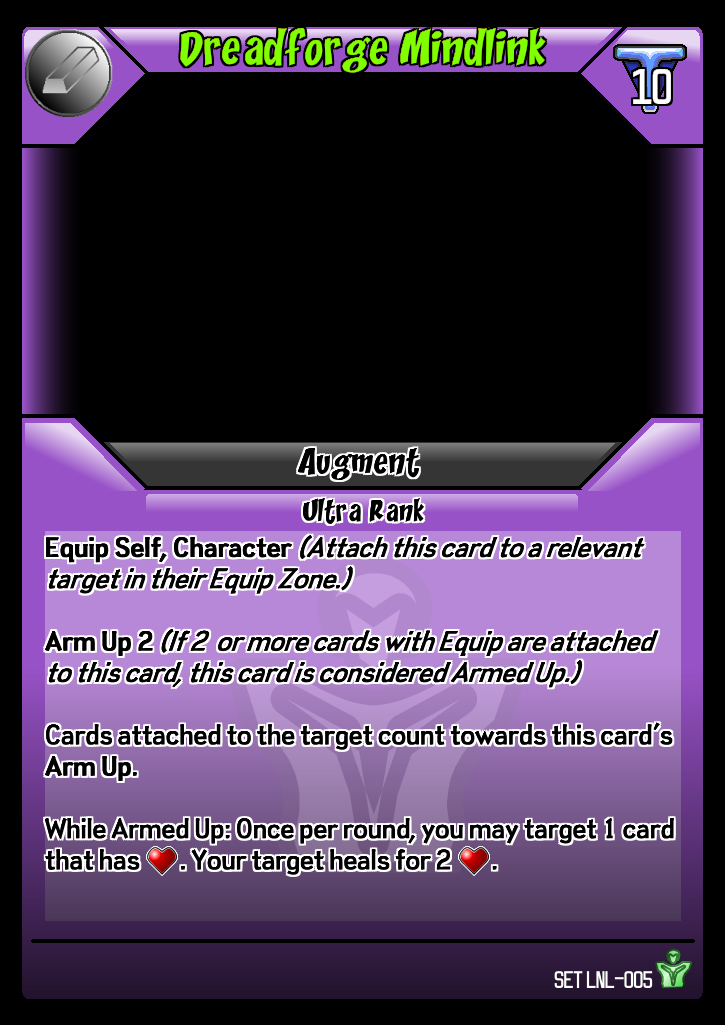 Dreadforge Mindlink
10
Augment
Ultra Rank
Equip Self, Character (Attach this card to a relevant
target in their Equip Zone.)
Arm Up 2 (If 2 or more cards with Equip are attached
to this card, this card is considered Armed Up.)
Cards attached to the target count towards this card's
Arm Up.
While Armed Up: Once per round, you may target 1 card
that has ❤. Your target heals for 2 ❤.
SET LNL-005